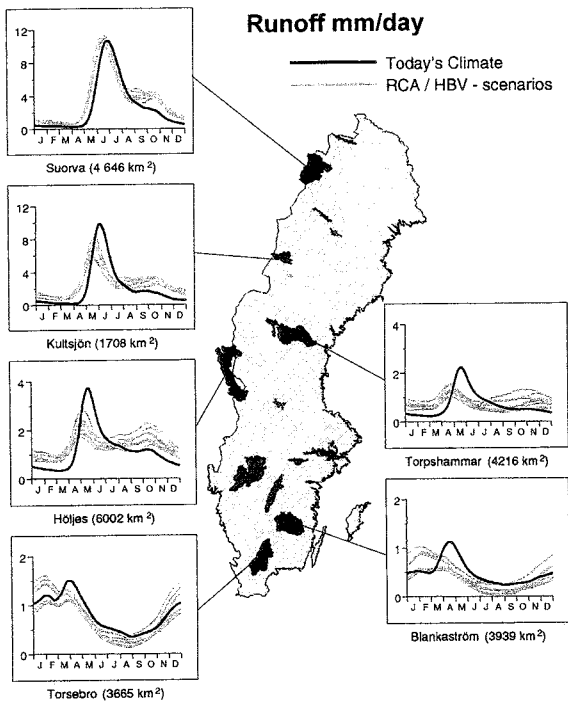 Runoff mm/day
Today's Climate
RCA / HBV - scenarios
12
8
4
0
J F M A M J J A S O N D
Suorva (4 646 km²)
12
8
4
0
J F M A M J J A S O N D
Kultsjön (1708 km²)
4
2
0
J F M A M J J A S O N D
Höljes (6002 km²)
2
1
0
J F M A M J J A S O N D
Torsebro (3665 km²)
4
2
0
J F M A M J J A S O N D
Torpshammar (4216 km²)
2
1
0
J F M A M J J A S O N D
Blankaström (3939 km²)